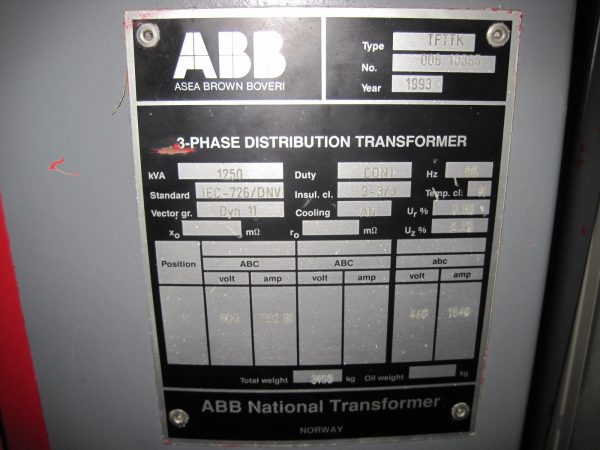 ABB
ASEA BROWN BOVERI
Type TFTTK
No.
Year 1993
3-PHASE DISTRIBUTION TRANSFORMER
kVA 1250 Duty CONT Hz
Standard IEC-726/DNV Insul. cl. Temp. cl.
Vector gr. Dyn 11 Cooling AN Ur %
xo mΩ ro mΩ Uz %
Position ABC ABC abc
volt amp volt amp volt amp
460 1640
Total weight 3150 kg Oil weight kg
ABB National Transformer
NORWAY